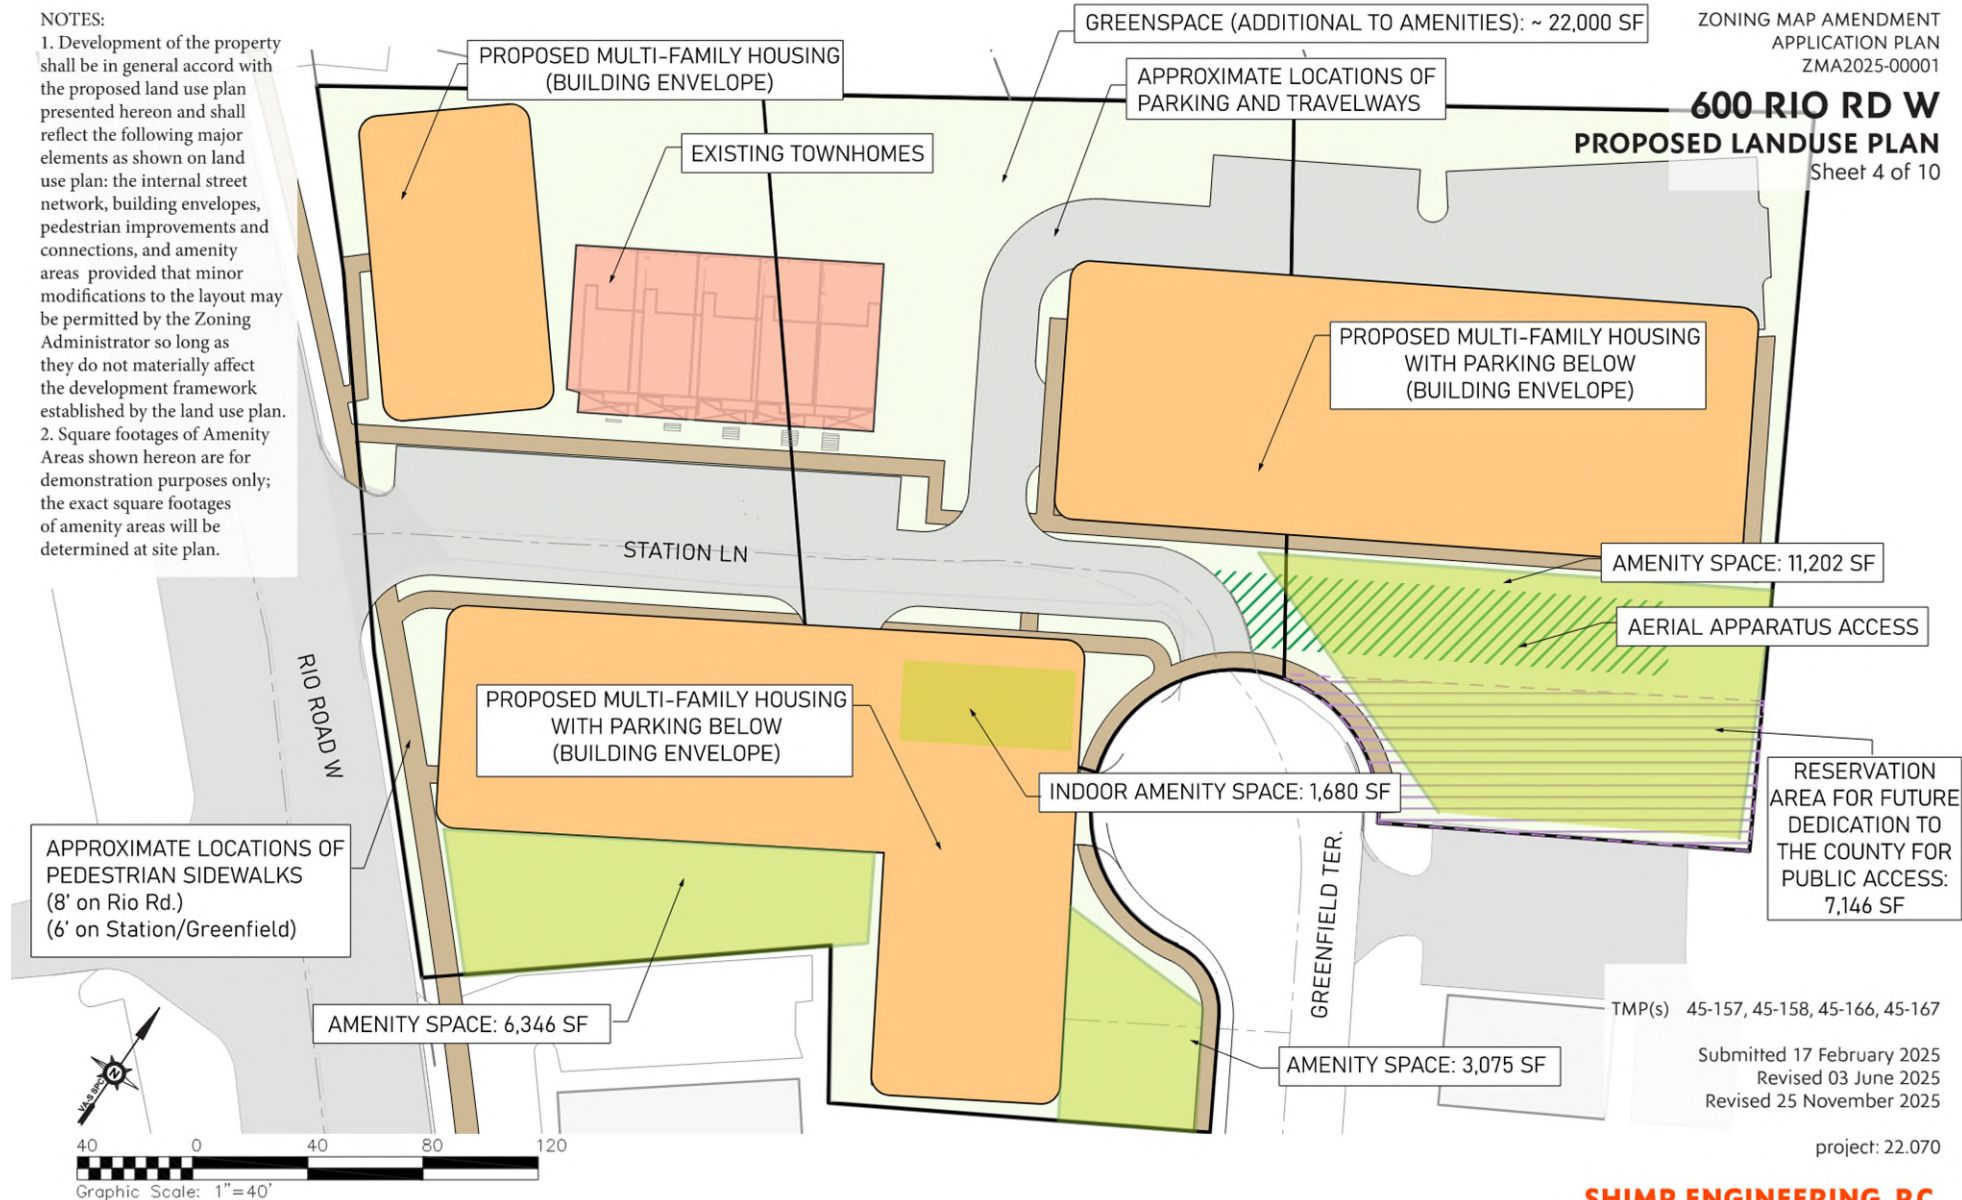 NOTES:
1. Development of the property
shall be in general accord with
the proposed land use plan
presented hereon and shall
reflect the following major
elements as shown on land
use plan: the internal street
network, building envelopes,
pedestrian improvements and
connections, and amenity
areas provided that minor
modifications to the layout may
be permitted by the Zoning
Administrator so long as
they do not materially affect
the development framework
established by the land use plan.
2. Square footages of Amenity
Areas shown hereon are for
demonstration purposes only;
the exact square footages
of amenity areas will be
determined at site plan.
ZONING MAP AMENDMENT
APPLICATION PLAN
ZMA2025-00001
600 RIO RD W
PROPOSED LANDUSE PLAN
Sheet 4 of 10
GREENSPACE (ADDITIONAL TO AMENITIES): ~ 22,000 SF
PROPOSED MULTI-FAMILY HOUSING
(BUILDING ENVELOPE)
APPROXIMATE LOCATIONS OF
PARKING AND TRAVELWAYS
EXISTING TOWNHOMES
PROPOSED MULTI-FAMILY HOUSING
WITH PARKING BELOW
(BUILDING ENVELOPE)
STATION LN
AMENITY SPACE: 11,202 SF
AERIAL APPARATUS ACCESS
RIO ROAD W
PROPOSED MULTI-FAMILY HOUSING
WITH PARKING BELOW
(BUILDING ENVELOPE)
INDOOR AMENITY SPACE: 1,680 SF
RESERVATION
AREA FOR FUTURE
DEDICATION TO
THE COUNTY FOR
PUBLIC ACCESS:
7,146 SF
APPROXIMATE LOCATIONS OF
PEDESTRIAN SIDEWALKS
(8' on Rio Rd.)
(6' on Station/Greenfield)
GREENFIELD TER.
AMENITY SPACE: 6,346 SF
AMENITY SPACE: 3,075 SF
TMP(s) 45-157, 45-158, 45-166, 45-167
Submitted 17 February 2025
Revised 03 June 2025
Revised 25 November 2025
project: 22.070
N
VA-S SPC
40 0 40 80 120
Graphic Scale: 1"=40'
SHIMP ENGINEERING, P.C.